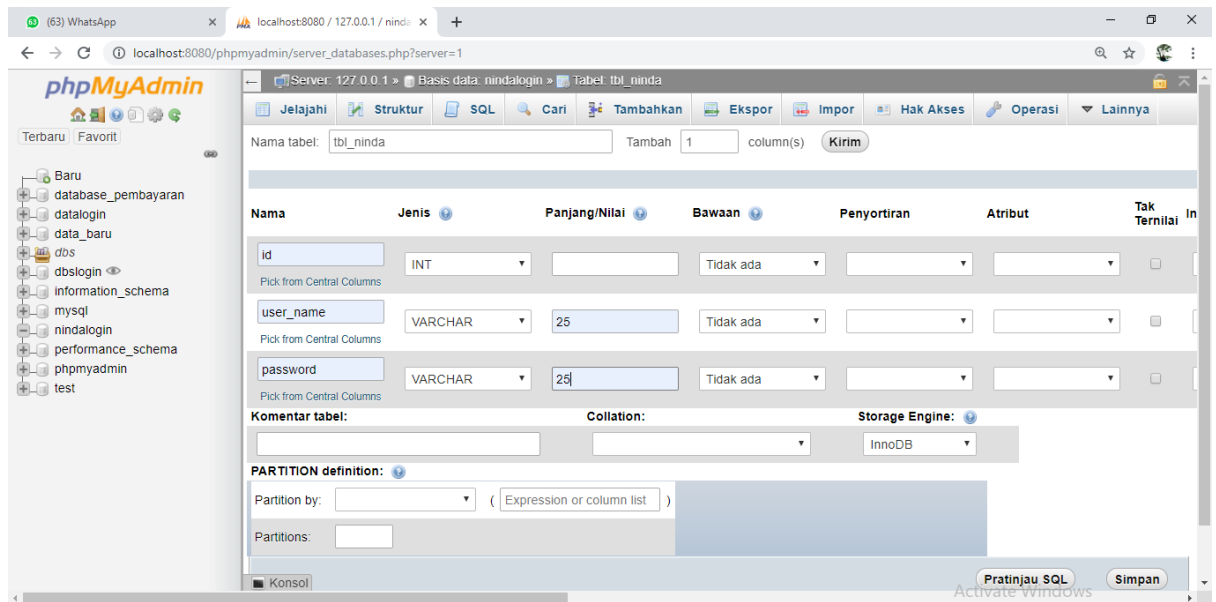 (63) WhatsApp
localhost:8080 / 127.0.0.1 / ninda
localhost:8080/phpmyadmin/server_databases.php?server=1
phpMyAdmin
Terbaru Favorit
Baru
database_pembayaran
datalogin
data_baru
dbs
dbslogin
information_schema
mysql
nindalogin
performance_schema
phpmyadmin
test
Server: 127.0.0.1 » Basis data: nindalogin » Tabel: tbl_ninda
Jelajahi Struktur SQL Cari Tambahkan Ekspor Impor Hak Akses Operasi Lainnya
Nama tabel: tbl_ninda Tambah 1 column(s) Kirim
Nama Jenis Panjang/Nilai Bawaan Penyortiran Atribut Tak Ternilai In
id INT Tidak ada
Pick from Central Columns
user_name VARCHAR 25 Tidak ada
Pick from Central Columns
password VARCHAR 25 Tidak ada
Pick from Central Columns
Komentar tabel: Collation: Storage Engine:
InnoDB
PARTITION definition:
Partition by: ( Expression or column list )
Partitions:
Konsol
Pratinjau SQL Simpan
Activate Windows